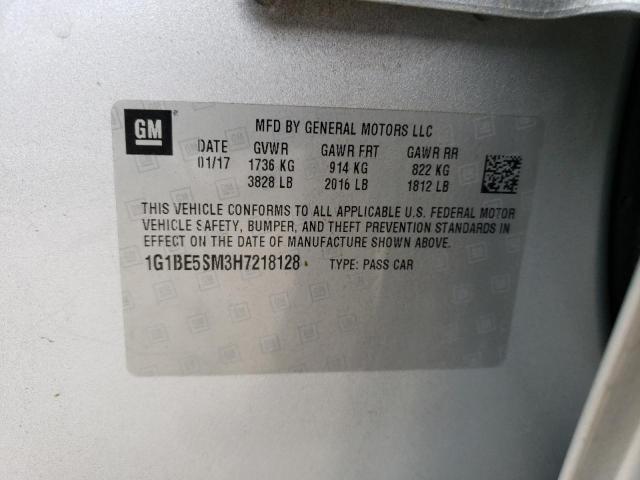 GM
MFD BY GENERAL MOTORS LLC
DATE GVWR GAWR FRT GAWR RR
01/17 1736 KG 914 KG 822 KG
3828 LB 2016 LB 1812 LB
THIS VEHICLE CONFORMS TO ALL APPLICABLE U.S. FEDERAL MOTOR
VEHICLE SAFETY, BUMPER, AND THEFT PREVENTION STANDARDS IN
EFFECT ON THE DATE OF MANUFACTURE SHOWN ABOVE.
1G1BE5SM3H7218128 TYPE: PASS CAR